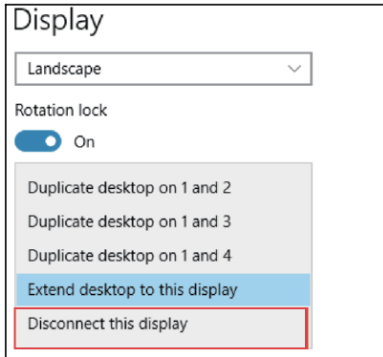 Display
Landscape
Rotation lock
On
Duplicate desktop on 1 and 2
Duplicate desktop on 1 and 3
Duplicate desktop on 1 and 4
Extend desktop to this display
Disconnect this display